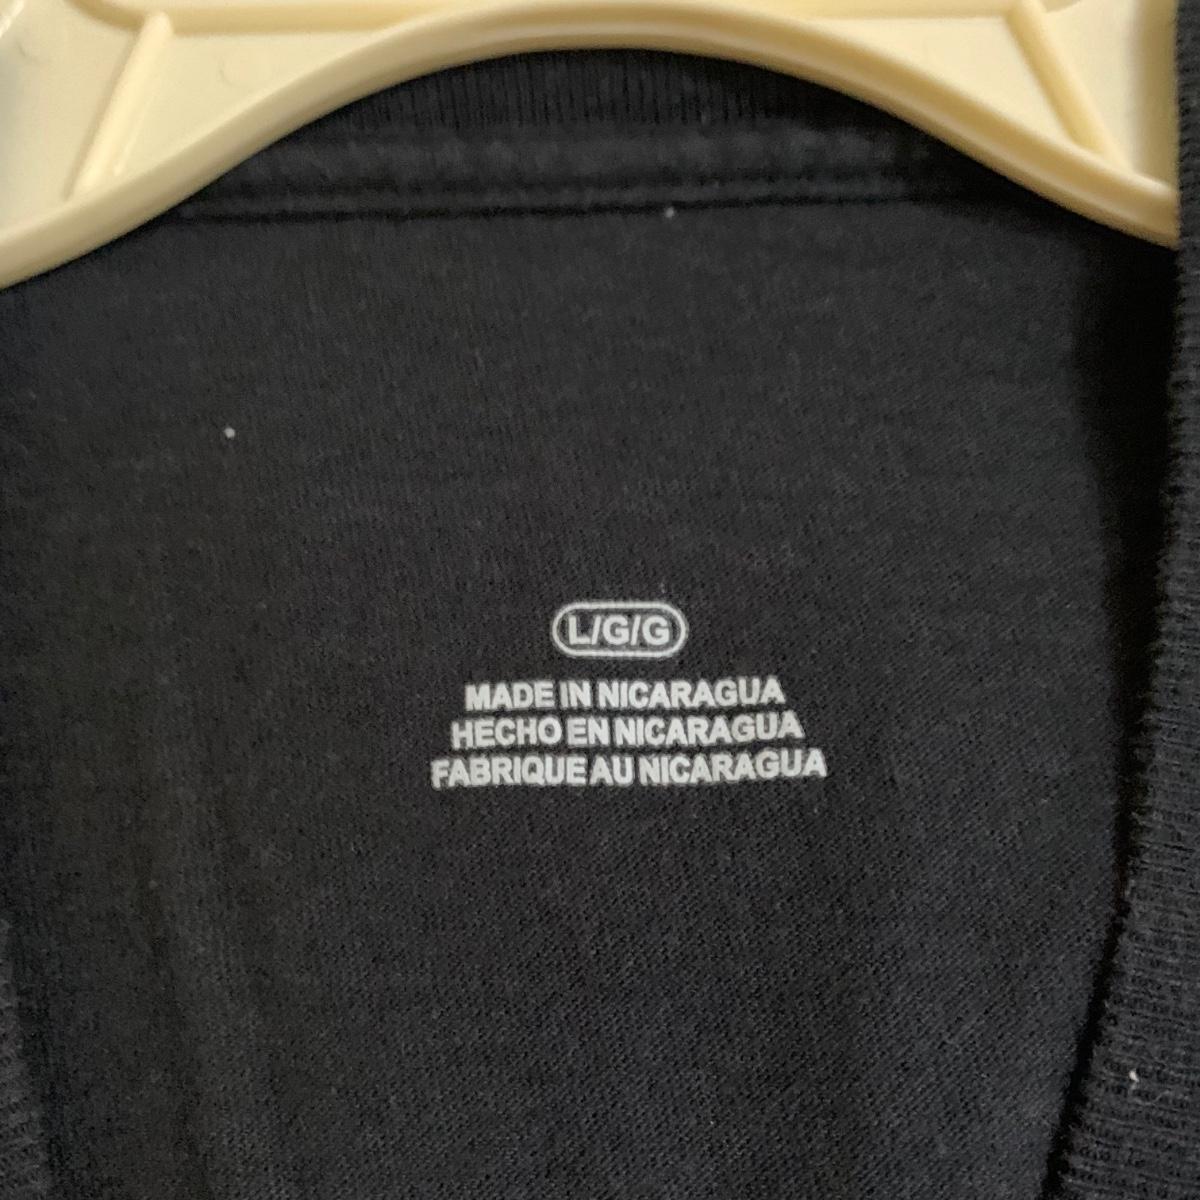 L/G/G
MADE IN NICARAGUA
HECHO EN NICARAGUA
FABRIQUE AU NICARAGUA